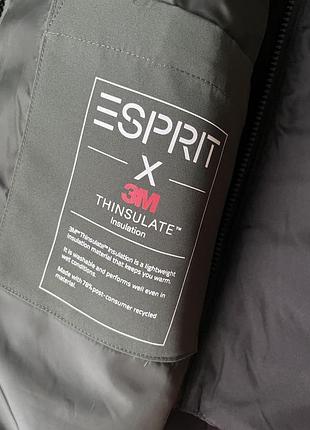 ESPRIT
X
3M
THINSULATE™
Insulation
3M™ Thinsulate™ Insulation is a lightweight
insulation material that keeps you warm.
It is washable and performs well even in
wet conditions.
Made with 78% post-consumer recycled
material.